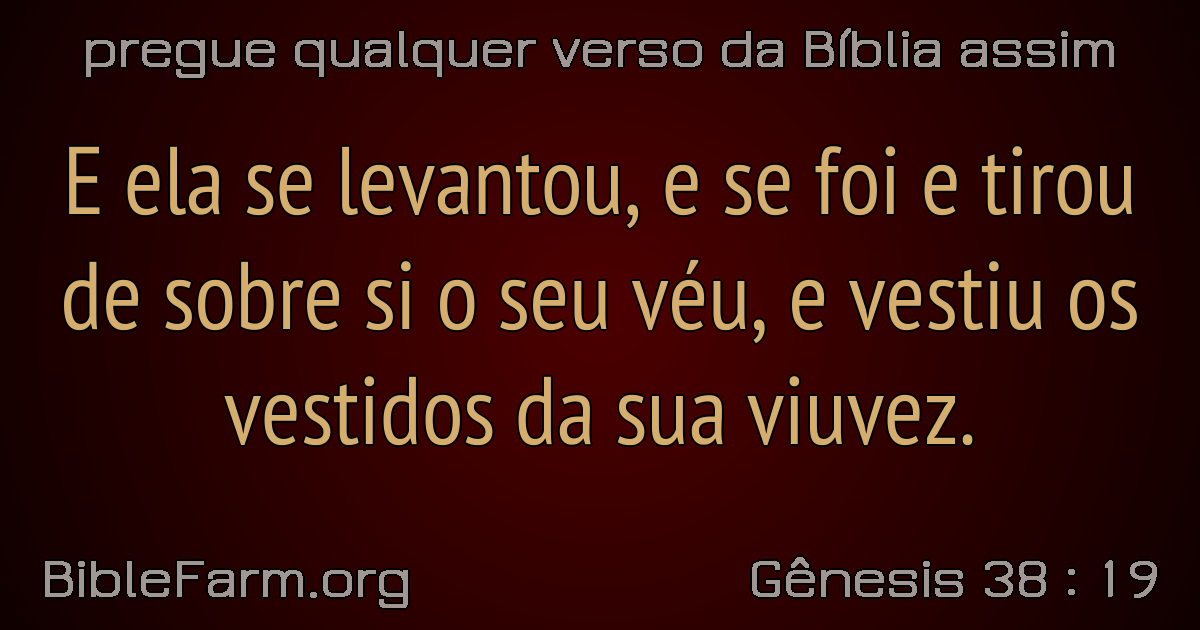 pregue qualquer verso da Bíblia assim
E ela se levantou, e se foi e tirou
de sobre si o seu véu, e vestiu os
vestidos da sua viuvez.
BibleFarm.org
Gênesis 38 : 19